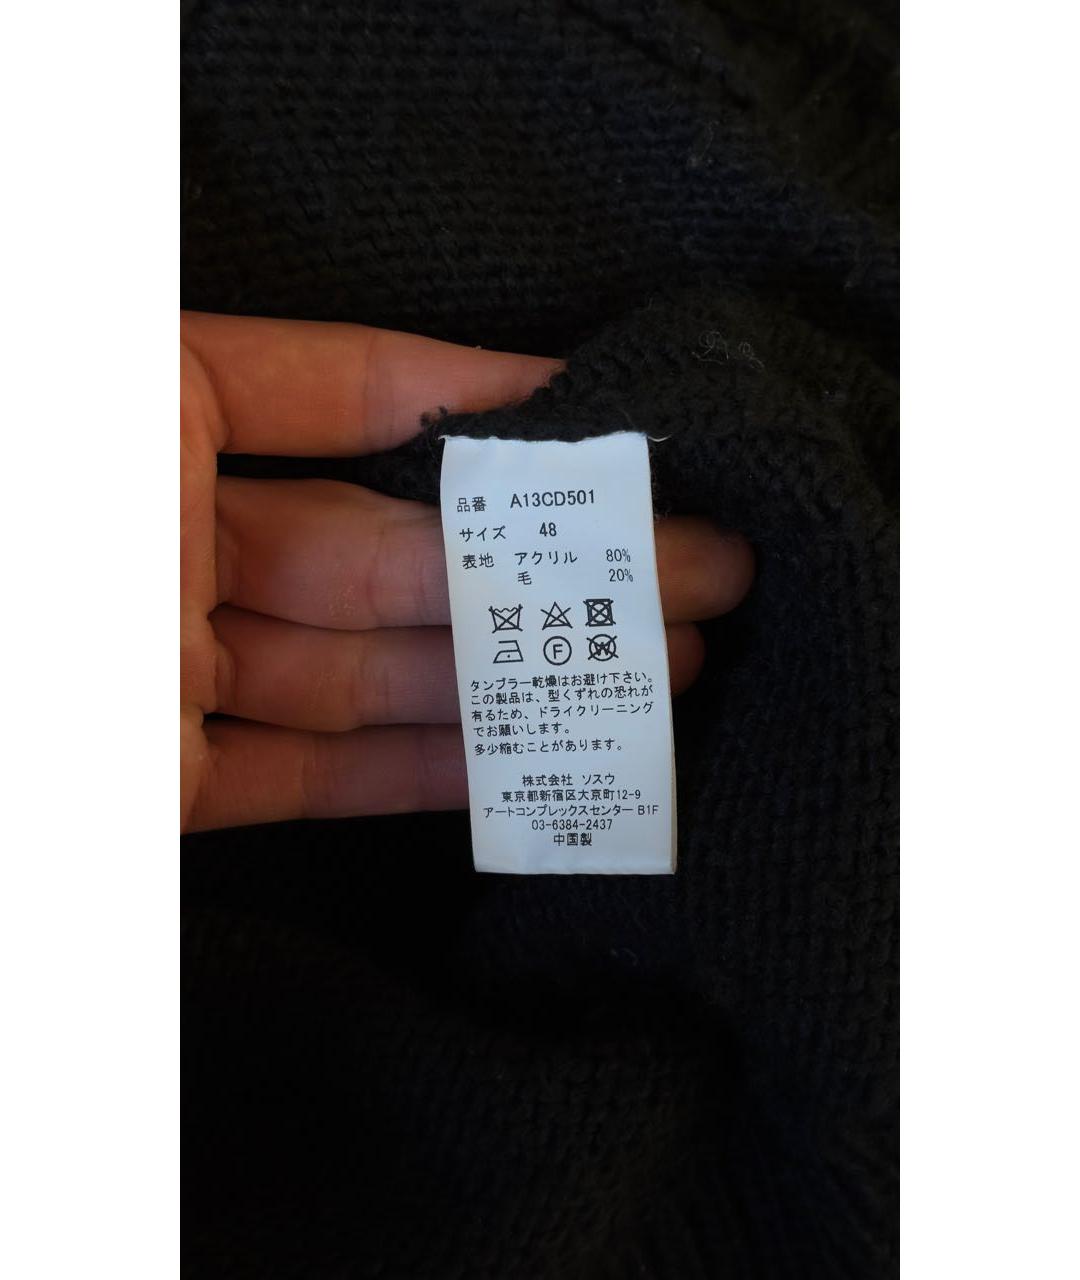 品番 A13CD501
サイズ 48
表地 アクリル 80%
毛 20%
F W
タンブラー乾燥はお避け下さい。
この製品は、型くずれの恐れが
有るため、ドライクリーニング
でお願いします。
多少縮むことがあります。
株式会社 ソスウ
東京都新宿区大京町12-9
アートコンプレックスセンター B1F
03-6384-2437
中国製